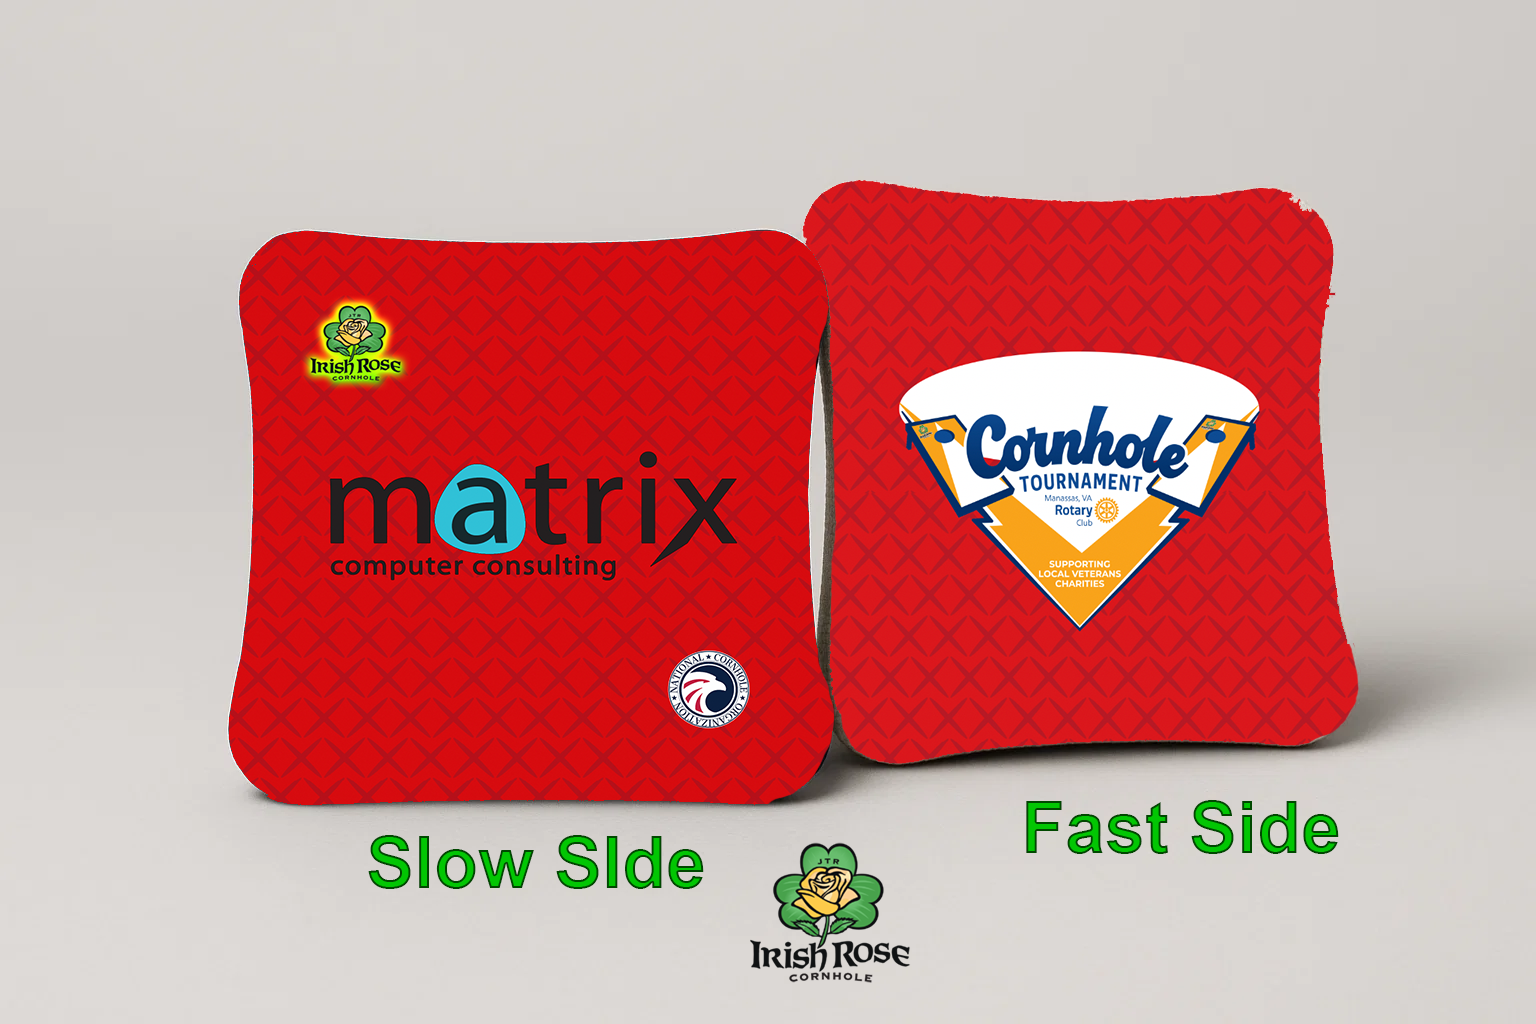 JTR
Irish Rose
CORNHOLE
matrix
computer consulting
NATIONAL ★ CORNHOLE ★ ORGANIZATION ★
Cornhole
TOURNAMENT
Manassas, VA
Rotary
Club
SUPPORTING
LOCAL VETERANS
CHARITIES
Slow SIde
Fast Side
JTR
Irish Rose
CORNHOLE